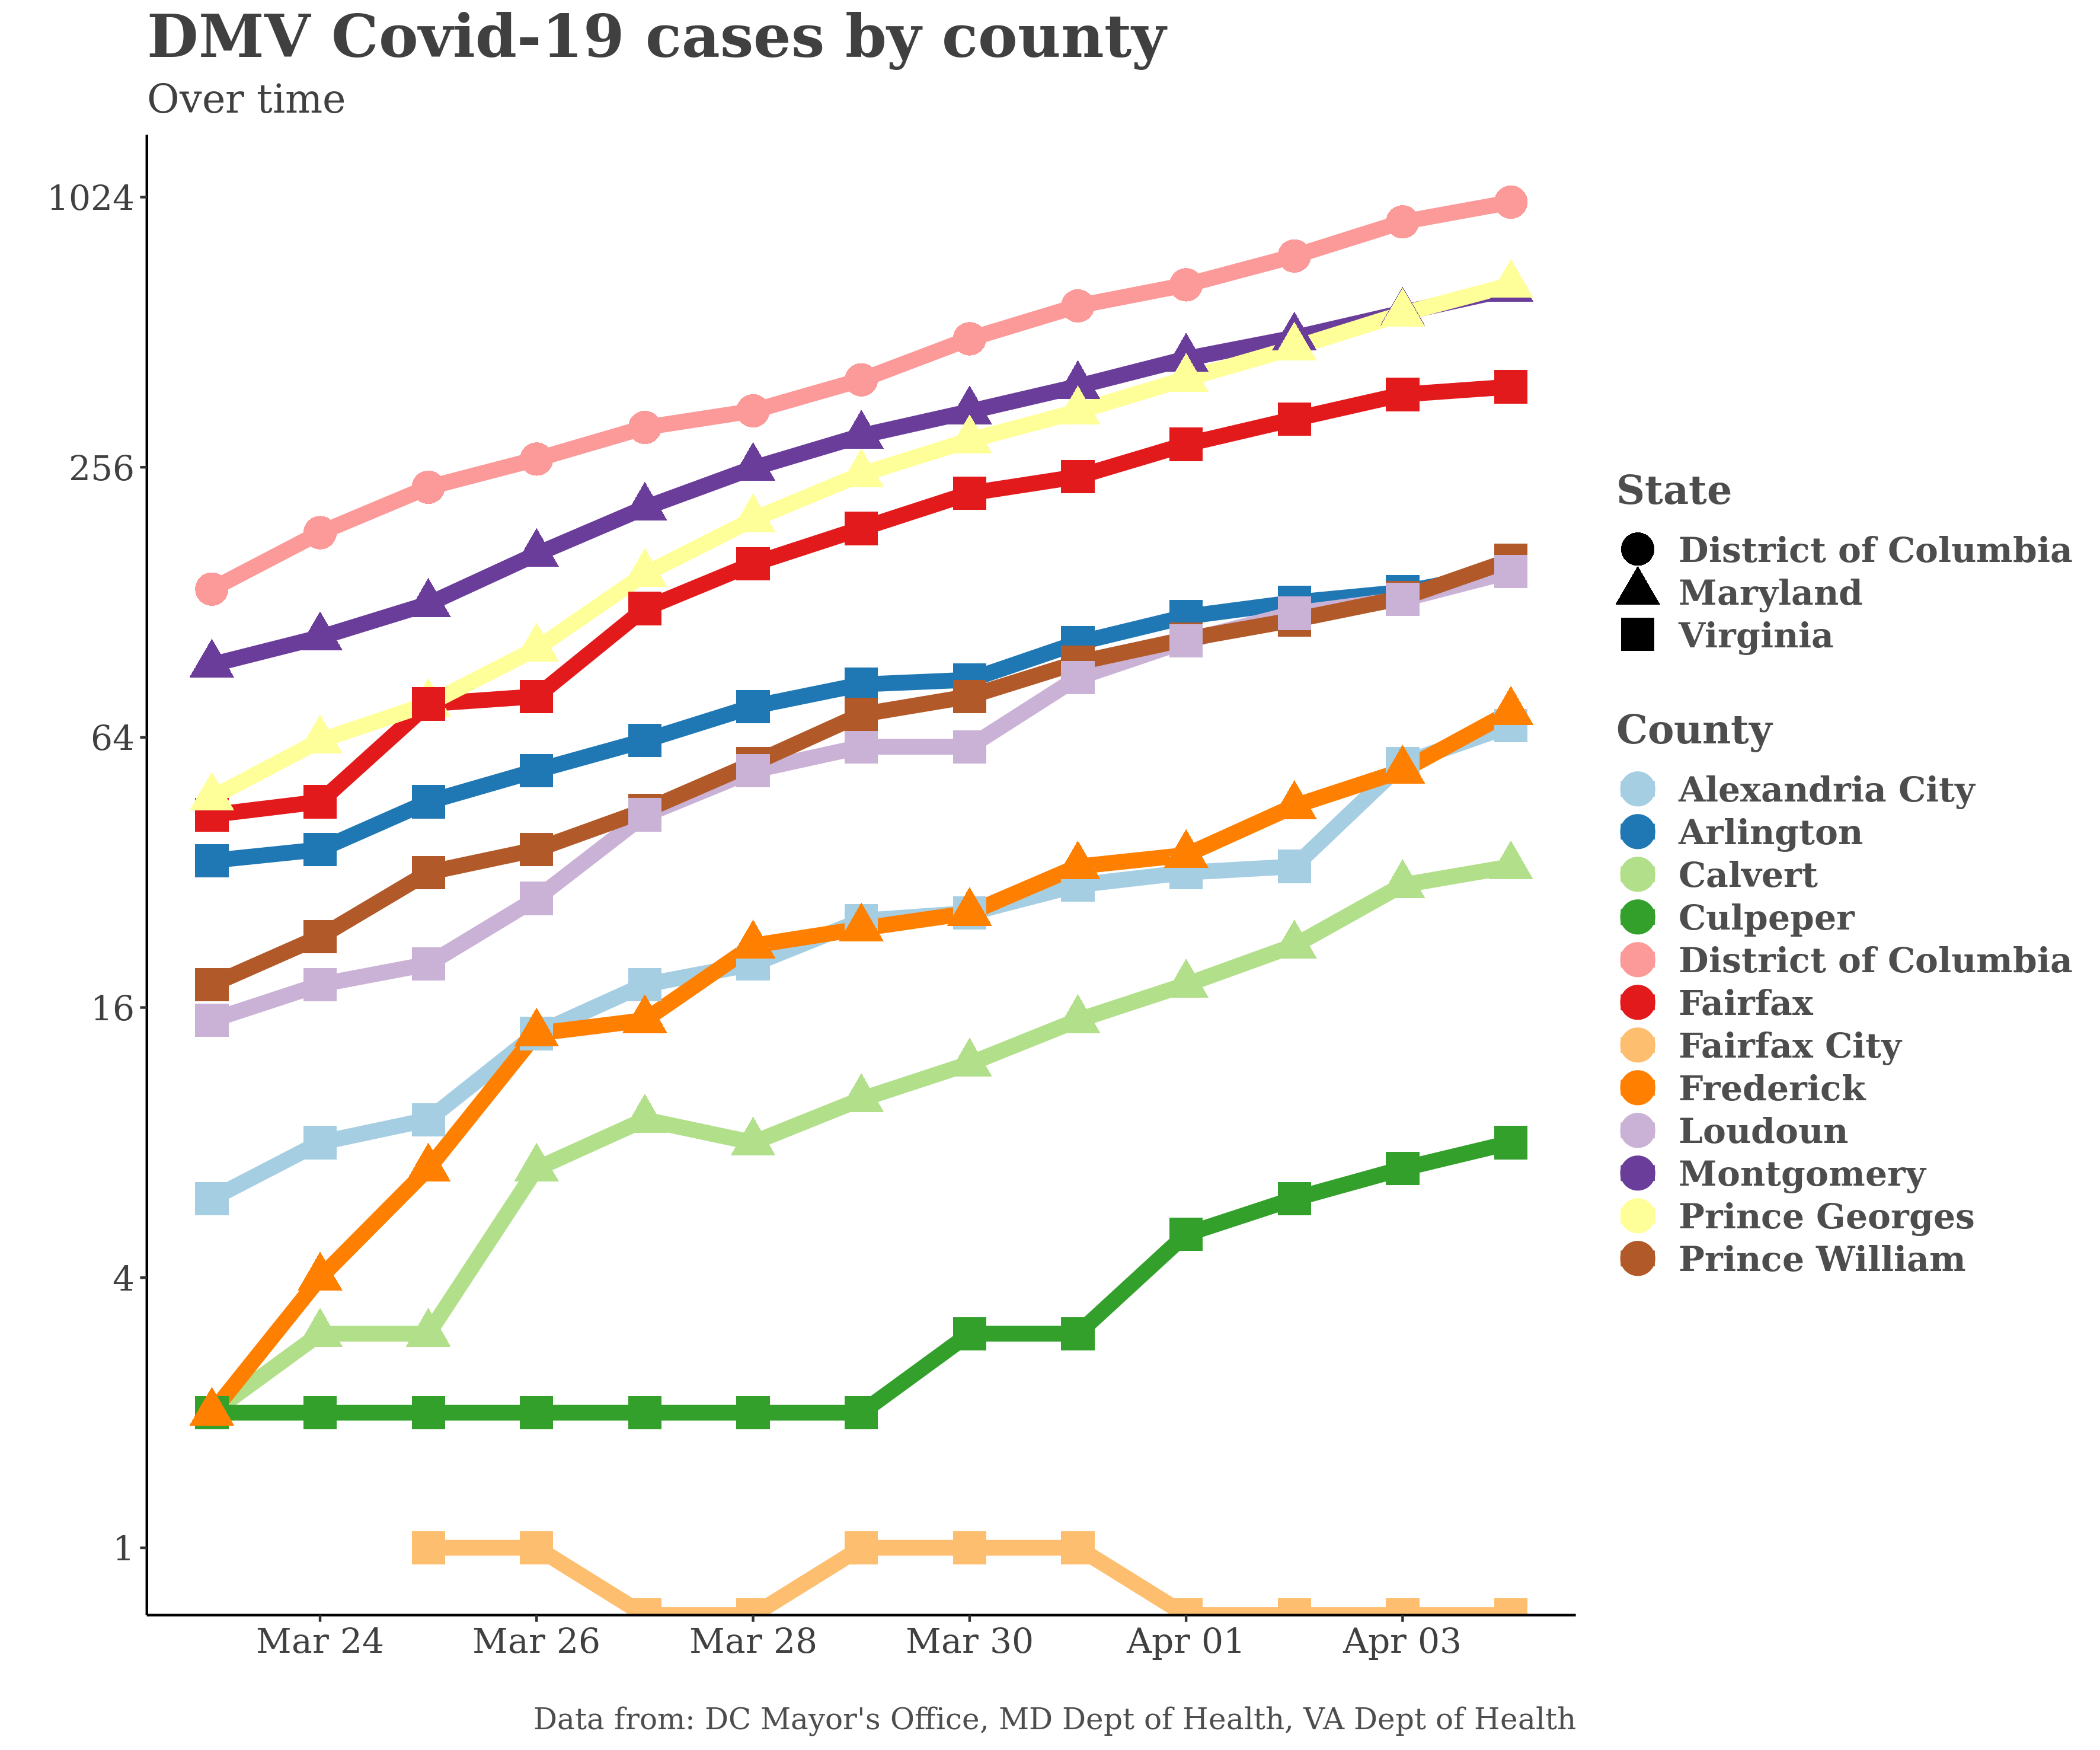 DMV Covid-19 cases by county
Over time
1024
256
64
16
4
1
Mar 24
Mar 26
Mar 28
Mar 30
Apr 01
Apr 03
State
District of Columbia
Maryland
Virginia
County
Alexandria City
Arlington
Calvert
Culpeper
District of Columbia
Fairfax
Fairfax City
Frederick
Loudoun
Montgomery
Prince Georges
Prince William
Data from: DC Mayor's Office, MD Dept of Health, VA Dept of Health